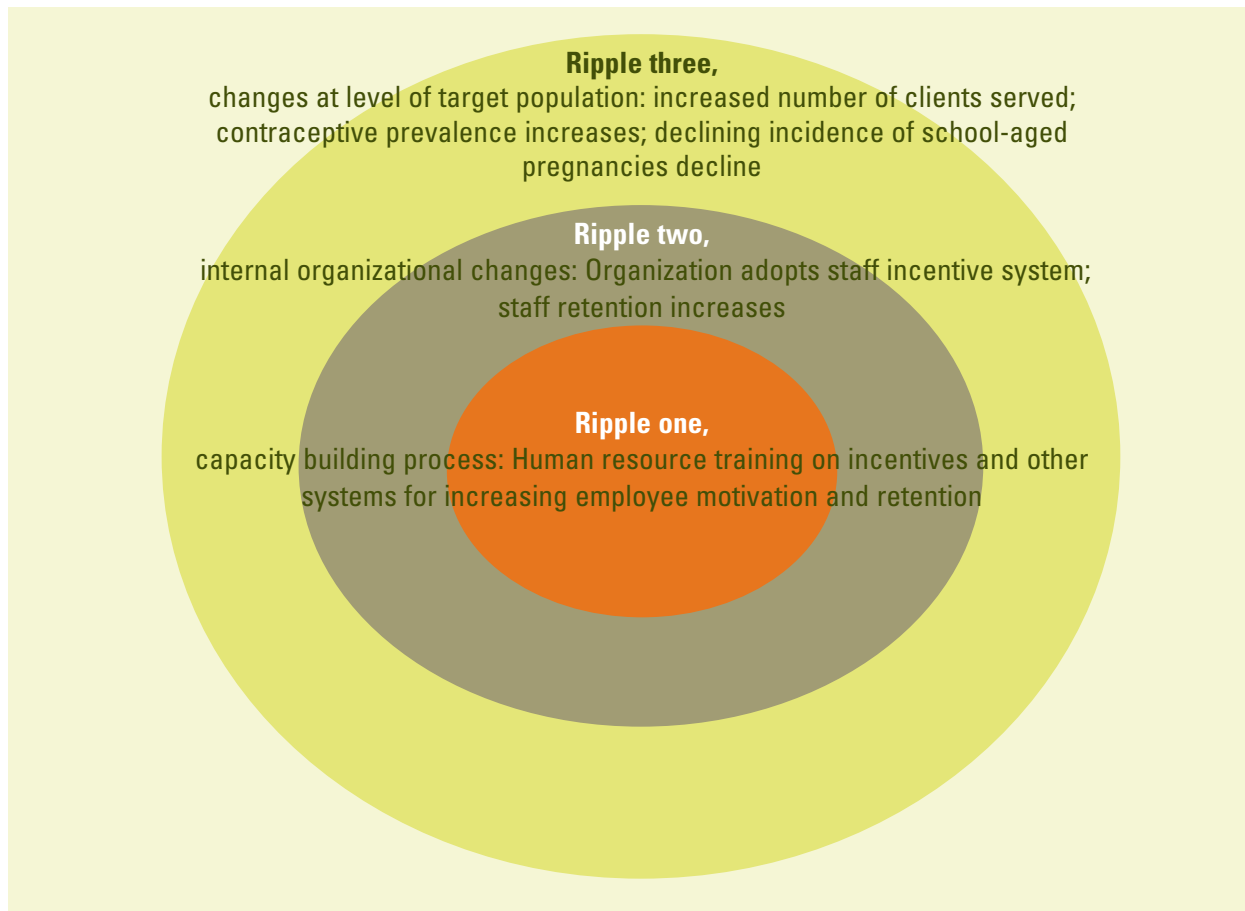 Ripple three,
changes at level of target population: increased number of clients served;
contraceptive prevalence increases; declining incidence of school-aged
pregnancies decline
Ripple two,
internal organizational changes: Organization adopts staff incentive system;
staff retention increases
Ripple one,
capacity building process: Human resource training on incentives and other
systems for increasing employee motivation and retention